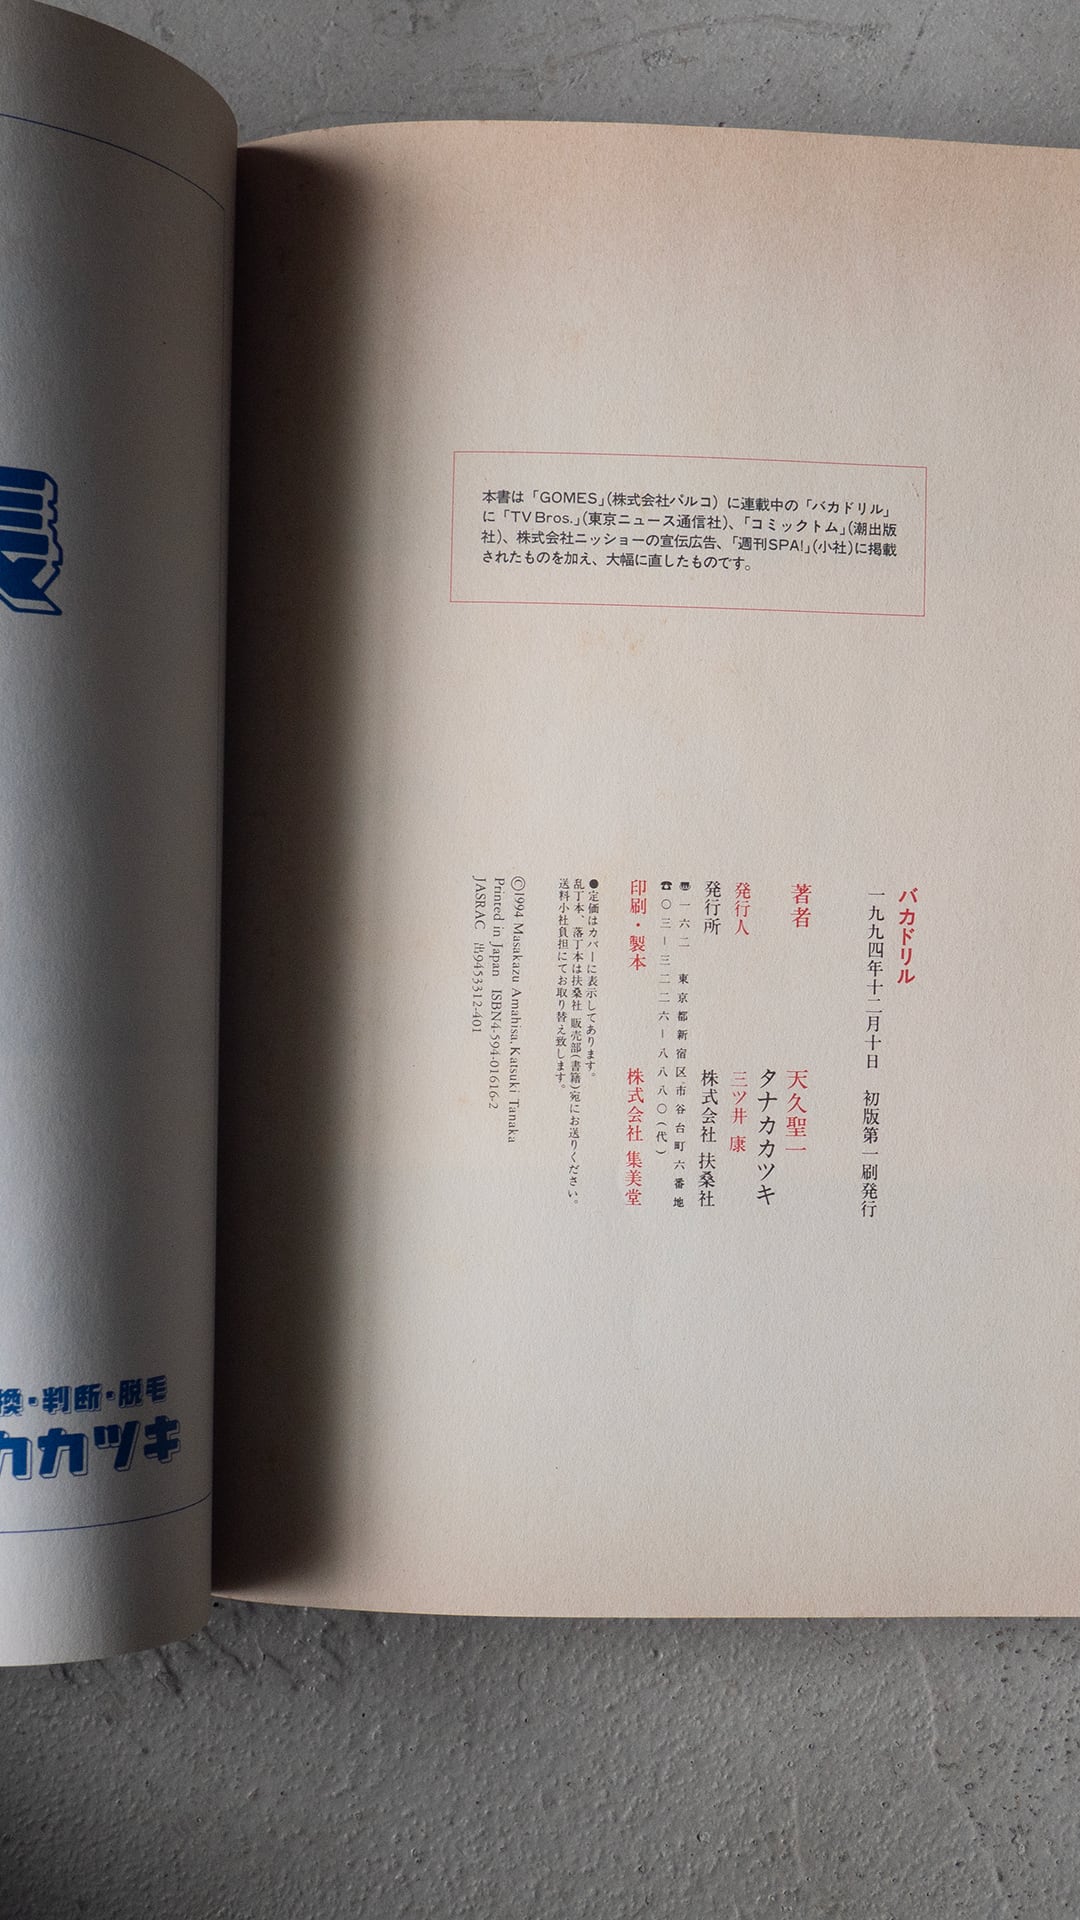 本書は「GOMES」(株式会社パルコ)に連載中の「バカドリル」
に「TV Bros.」(東京ニュース通信社)、「コミックトム」(潮出版
社)、株式会社ニッショーの宣伝広告、「週刊SPA!」(小社)に掲載
されたものを加え、大幅に直したものです。
バカドリル
一九九四年十二月十日 初版第一刷発行
著者 天久聖一
タナカカツキ
発行人 三ツ井 康
発行所 株式会社 扶桑社
〠一六二 東京都新宿区市谷台町六番地
☎〇三−三二二六−八八八〇(代)
印刷・製本 株式会社 集美堂
●定価はカバーに表示してあります。
乱丁本、落丁本は扶桑社 販売部(書籍)宛にお送りください。
送料小社負担にてお取り替え致します。
©1994 Masakazu Amahisa, Katsuki Tanaka
Printed in Japan ISBN4-594-01616-2
JASRAC 出9453312-401
換・判断・脱毛
カカツキ